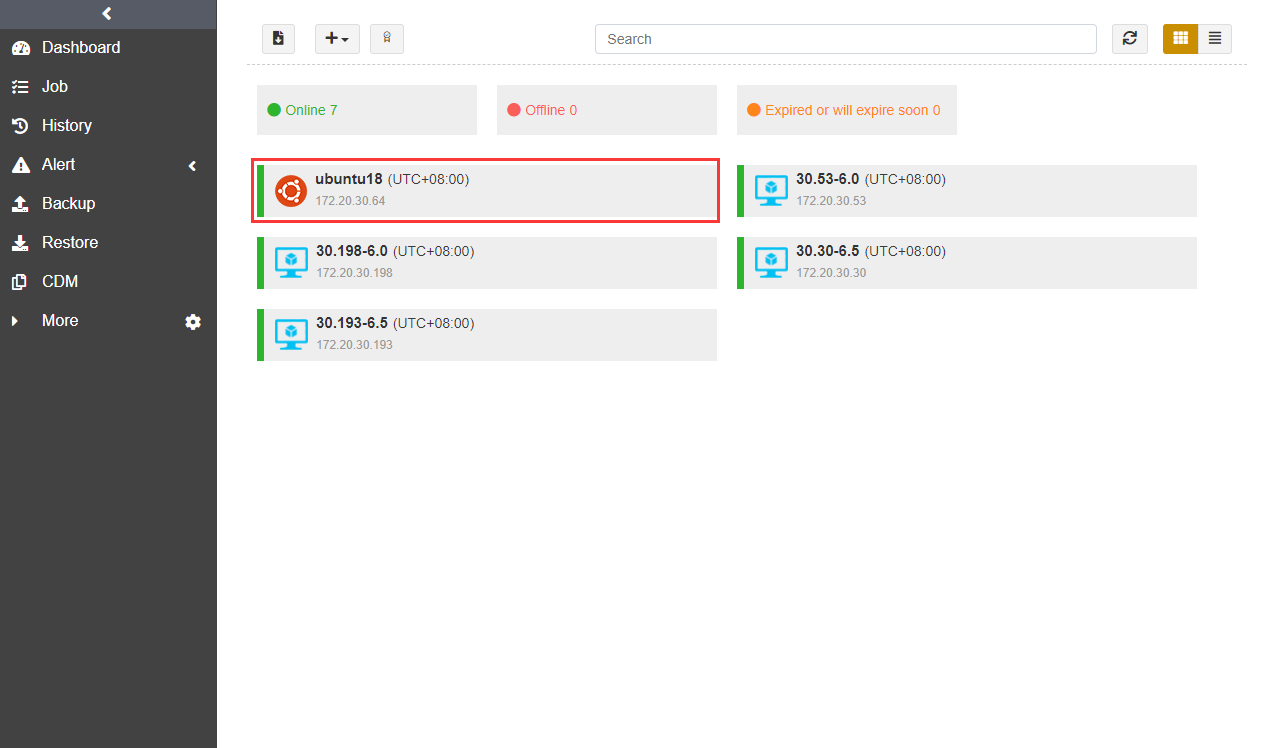 Dashboard
Job
History
Alert
Backup
Restore
CDM
More
Search
Online 7
Offline 0
Expired or will expire soon 0
ubuntu18 (UTC+08:00)
172.20.30.64
30.53-6.0 (UTC+08:00)
172.20.30.53
30.198-6.0 (UTC+08:00)
172.20.30.198
30.30-6.5 (UTC+08:00)
172.20.30.30
30.193-6.5 (UTC+08:00)
172.20.30.193